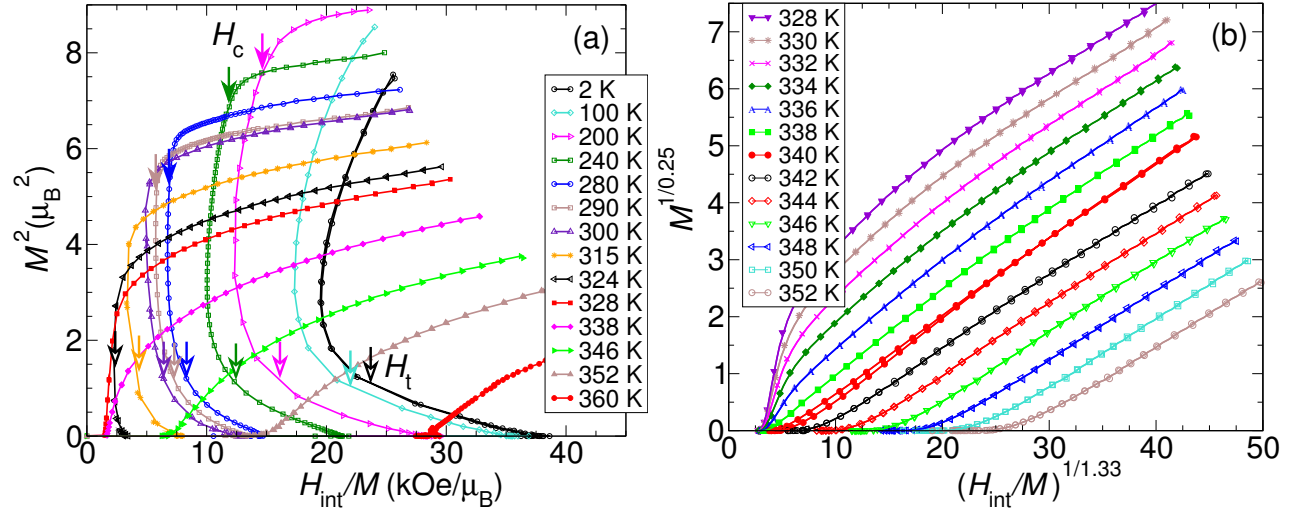 (a)
H_c
H_t
2 K
100 K
200 K
240 K
280 K
290 K
300 K
315 K
324 K
328 K
338 K
346 K
352 K
360 K
M^2 (μ_B^2)
8
6
4
2
0
0 10 20 30 40
H_int/M (kOe/μ_B)
(b)
328 K
330 K
332 K
334 K
336 K
338 K
340 K
342 K
344 K
346 K
348 K
350 K
352 K
M^1/0.25
7
6
5
4
3
2
1
0
0 10 20 30 40 50
(H_int/M)^1/1.33